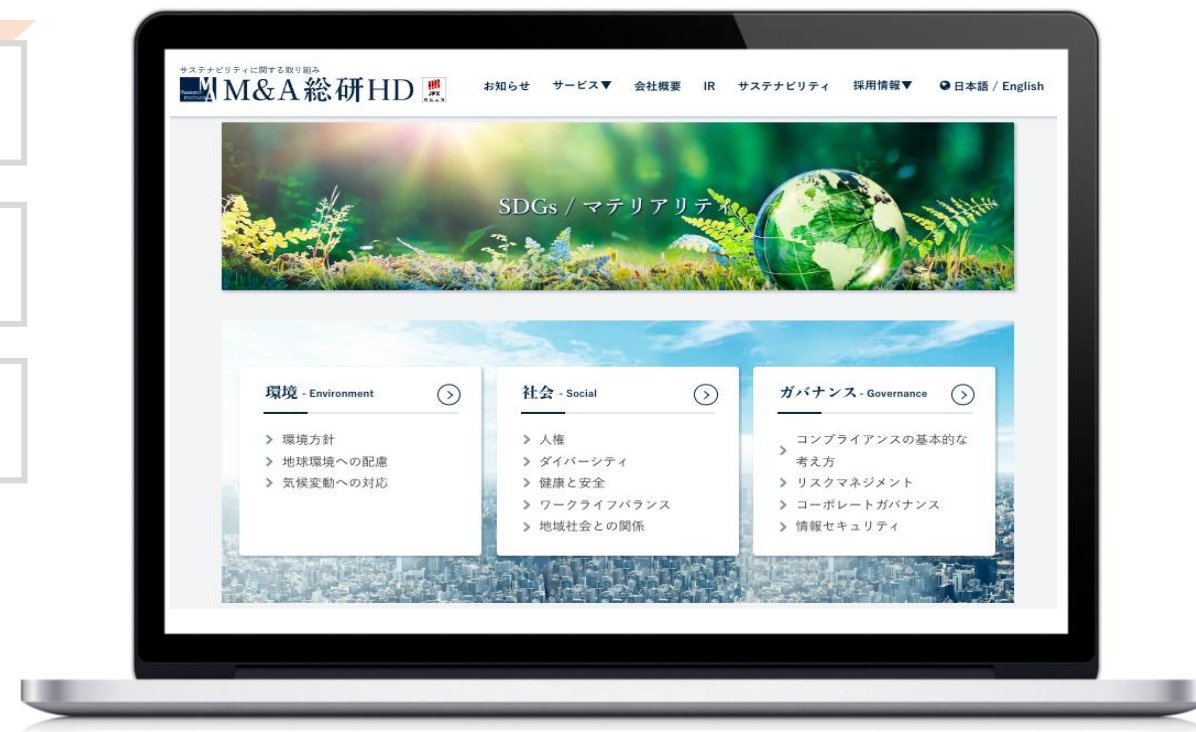 サステナビリティに関する取り組み
M&A Research Institute M&A総研HD JPX お知らせ サービス▼ 会社概要 IR サステナビリティ 採用情報▼ 日本語 / English
SDGs / マテリアリティ
環境 - Environment
環境方針
地球環境への配慮
気候変動への対応
社会 - Social
人権
ダイバーシティ
健康と安全
ワークライフバランス
地域社会との関係
ガバナンス - Governance
コンプライアンスの基本的な
考え方
リスクマネジメント
コーポレートガバナンス
情報セキュリティ